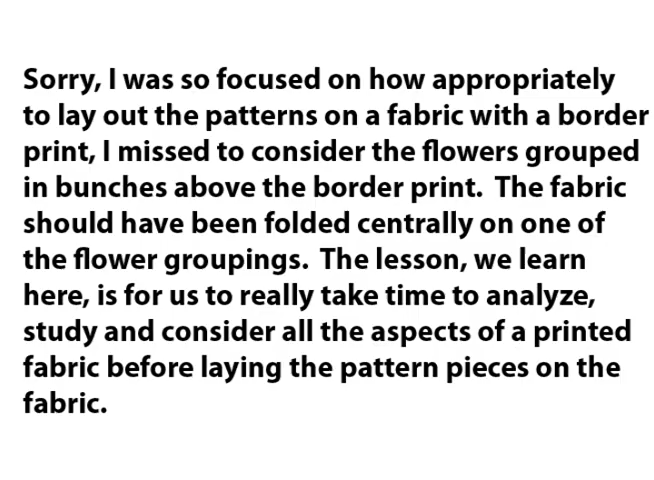 Sorry, I was so focused on how appropriately
to lay out the patterns on a fabric with a border
print, I missed to consider the flowers grouped
in bunches above the border print.  The fabric
should have been folded centrally on one of
the flower groupings.  The lesson, we learn
here, is for us to really take time to analyze,
study and consider all the aspects of a printed
fabric before laying the pattern pieces on the
fabric.